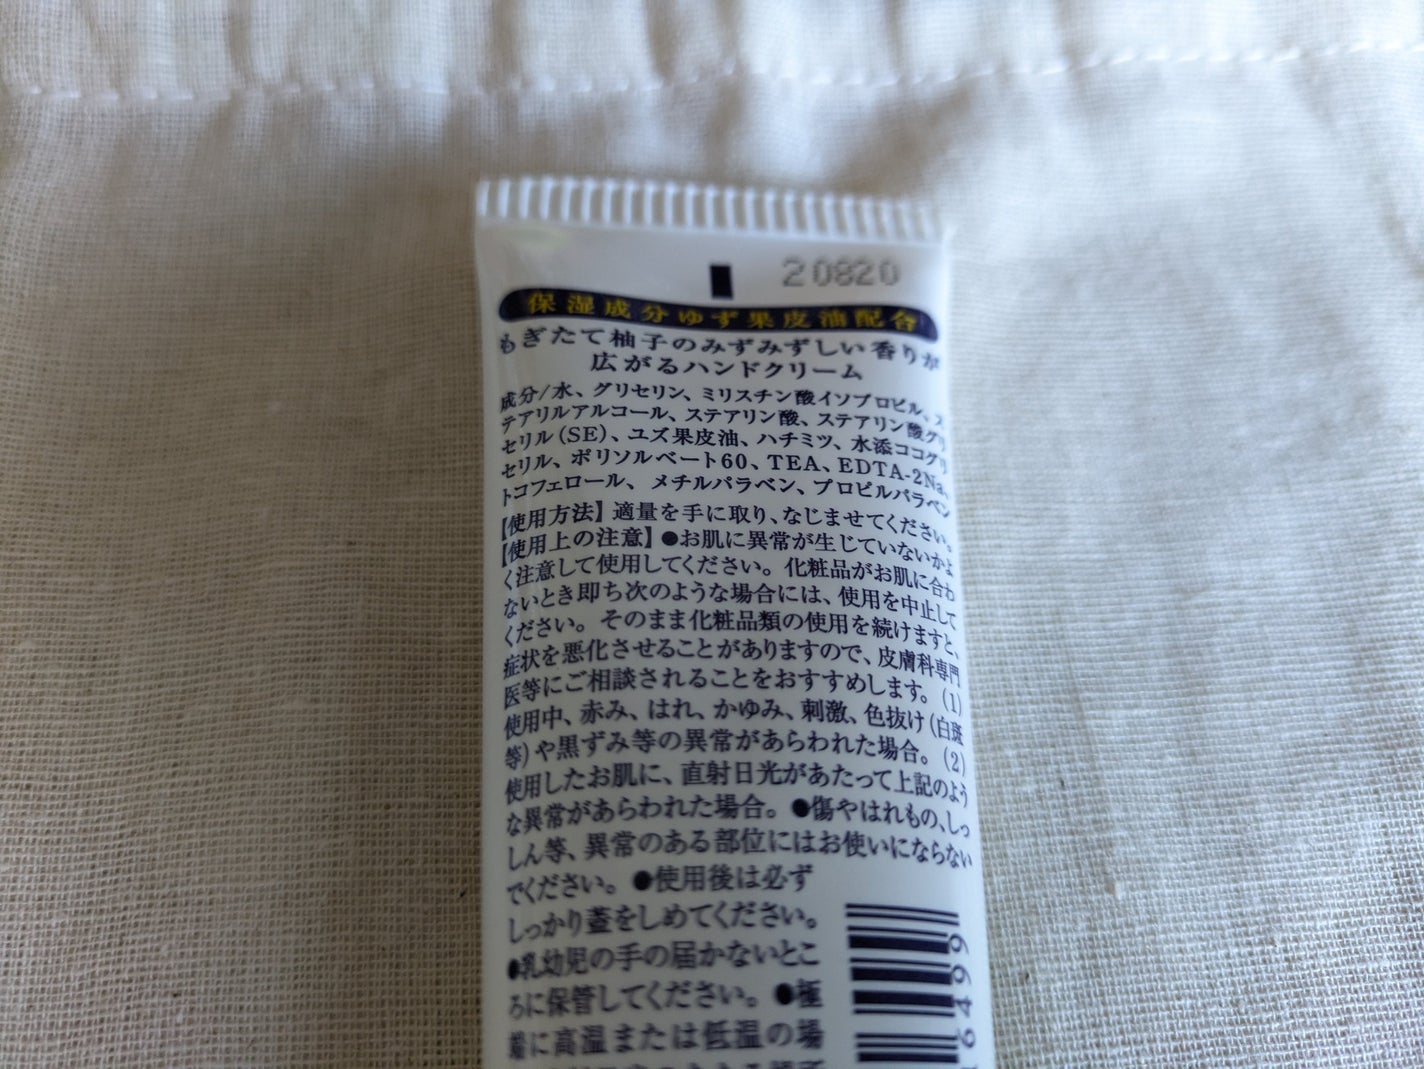 20820
保湿成分ゆず果皮油配合
もぎたて柚子のみずみずしい香りが
広がるハンドクリーム
成分/水、グリセリン、ミリスチン酸イソプロピル、ス
テアリルアルコール、ステアリン酸、ステアリン酸グリ
セリル(SE)、ユズ果皮油、ハチミツ、水添ココグリ
セリル、ポリソルベート60、TEA、EDTA-2Na、
トコフェロール、メチルパラベン、プロピルパラベン
【使用方法】適量を手に取り、なじませてください。
【使用上の注意】●お肌に異常が生じていないかよ
く注意して使用してください。化粧品がお肌に合わ
ないとき即ち次のような場合には、使用を中止して
ください。そのまま化粧品類の使用を続けますと、
症状を悪化させることがありますので、皮膚科専門
医等にご相談されることをおすすめします。(1)
使用中、赤み、はれ、かゆみ、刺激、色抜け(白斑
等)や黒ずみ等の異常があらわれた場合。(2)
使用したお肌に、直射日光があたって上記のよう
な異常があらわれた場合。●傷やはれもの、しっ
しん等、異常のある部位にはお使いにならない
でください。●使用後は必ず
しっかり蓋をしめてください。
●乳幼児の手の届かないとこ
ろに保管してください。●極
端に高温または低温の場
16499